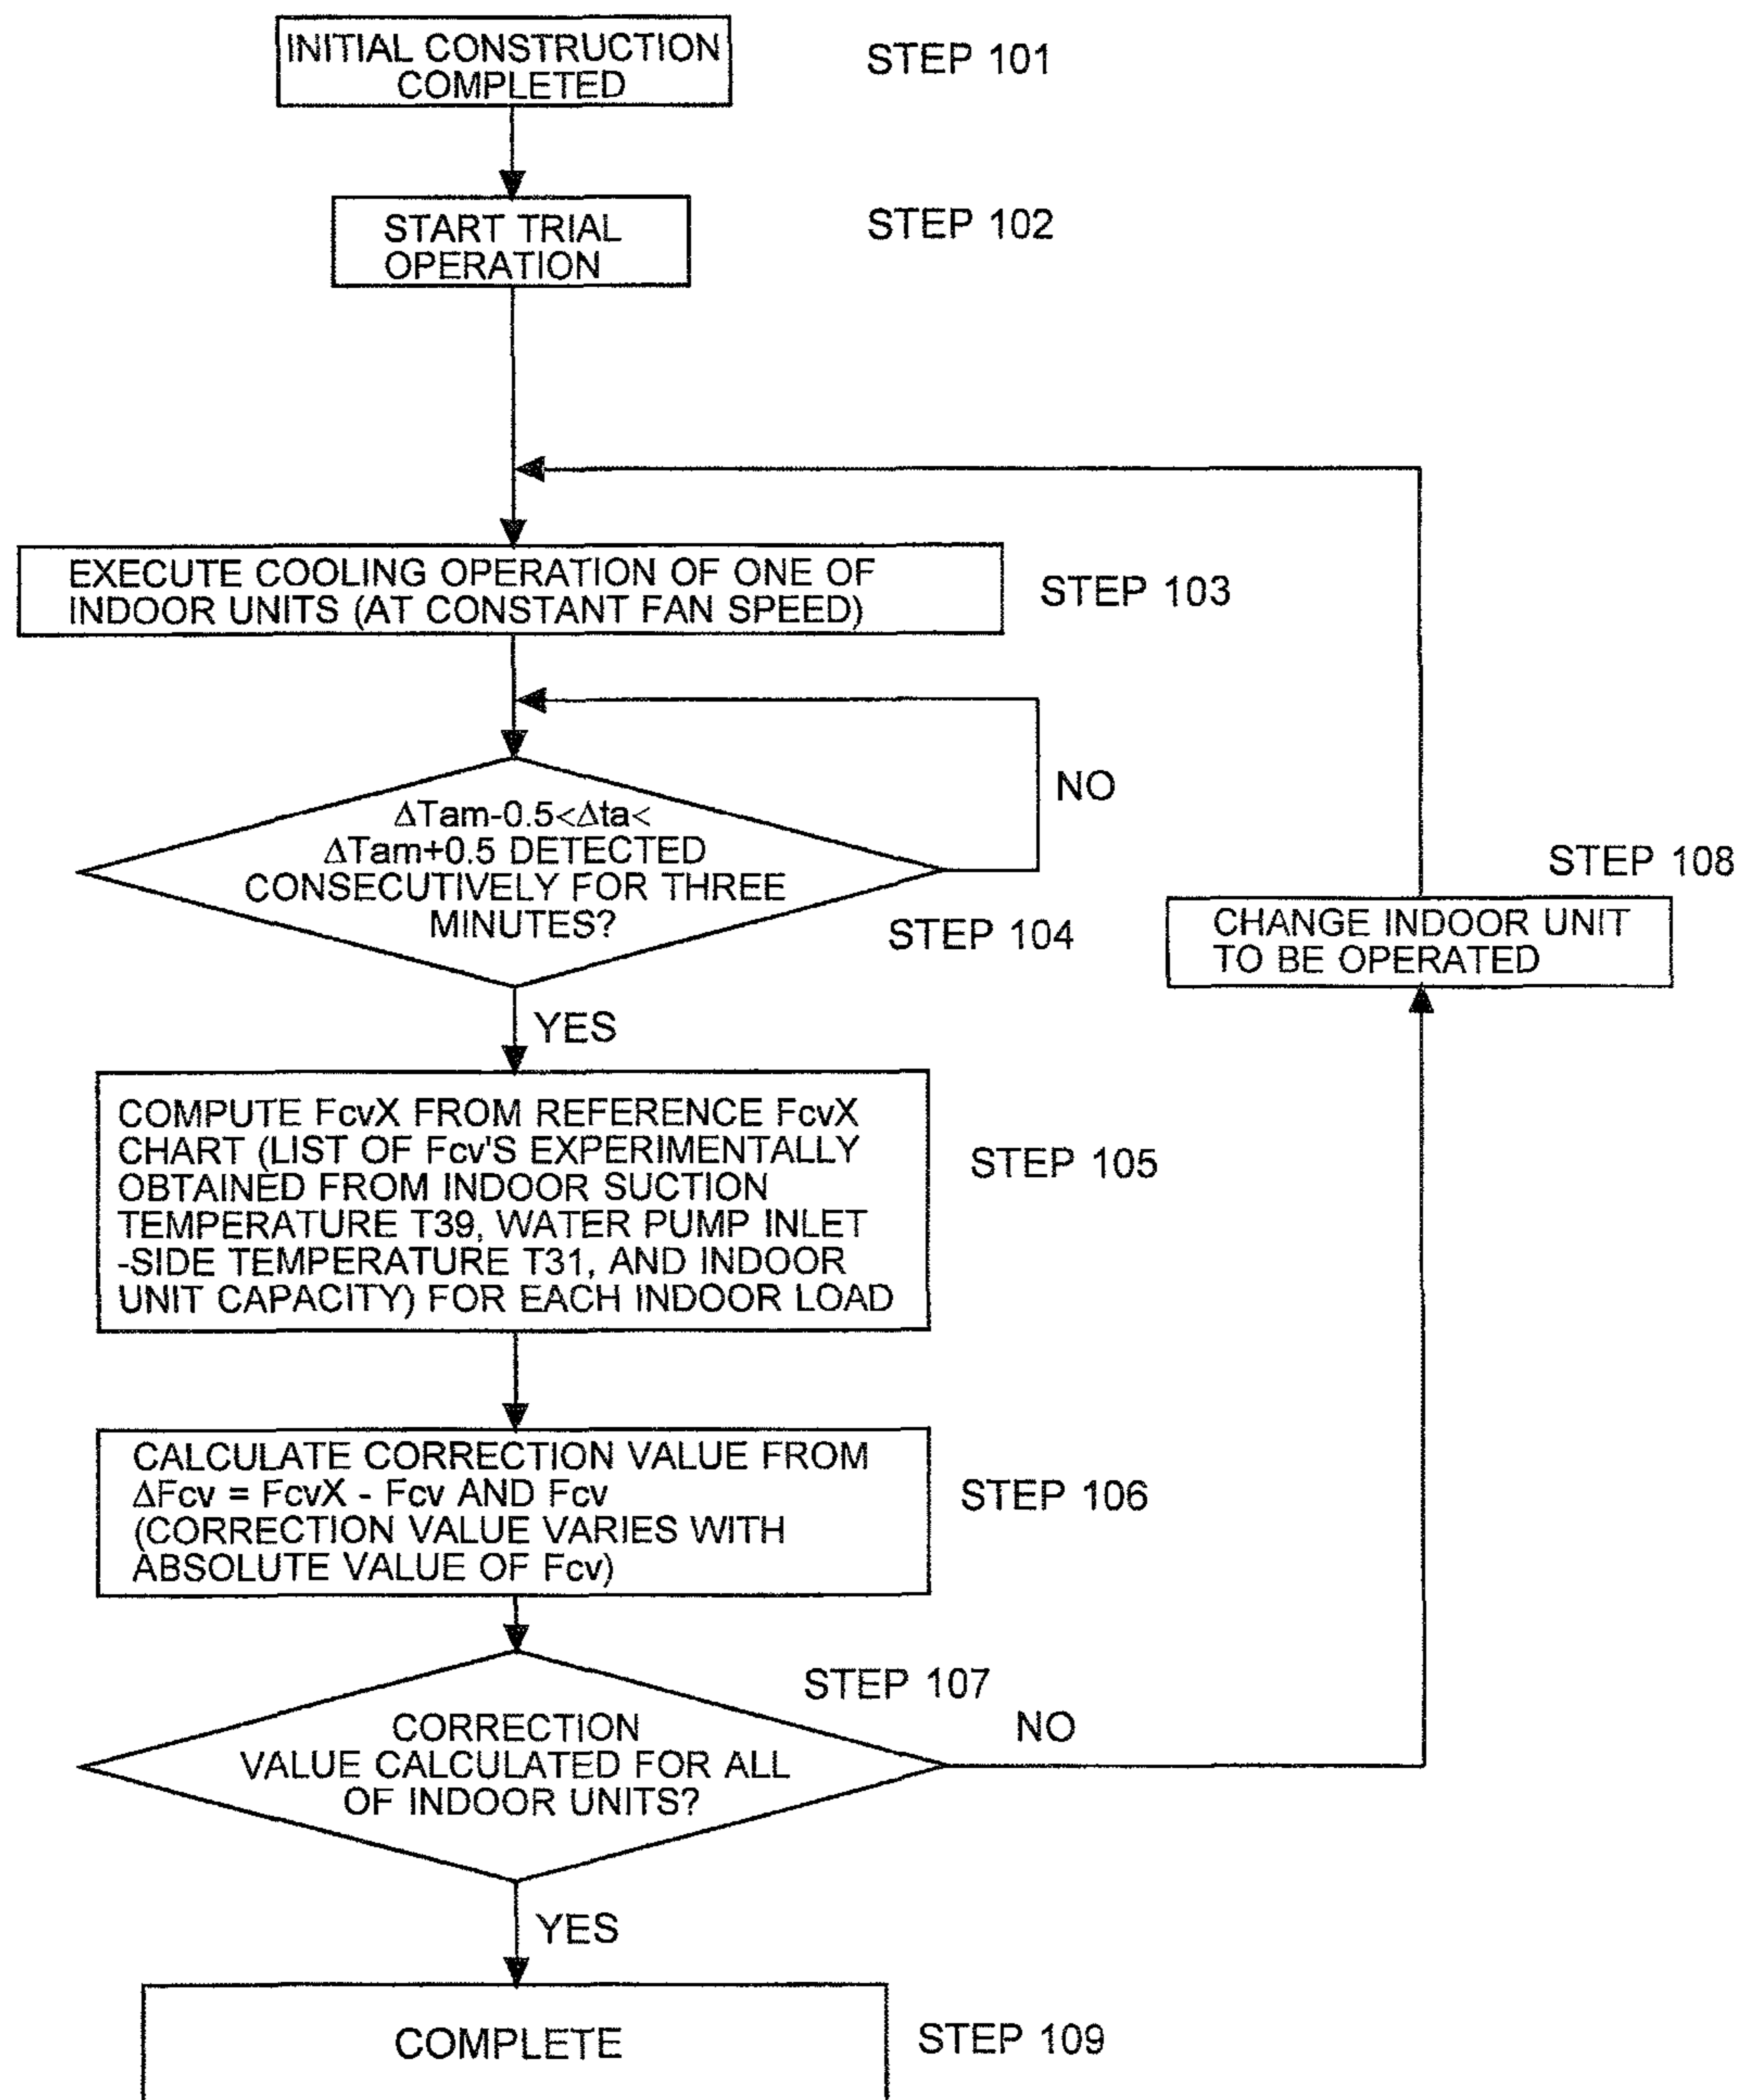 INITIAL CONSTRUCTION
COMPLETED
STEP 101
START TRIAL
OPERATION
STEP 102
EXECUTE COOLING OPERATION OF ONE OF
INDOOR UNITS (AT CONSTANT FAN SPEED)
STEP 103
ΔTam-0.5<Δta<
ΔTam+0.5 DETECTED
CONSECUTIVELY FOR THREE
MINUTES?
NO
STEP 104
STEP 108
CHANGE INDOOR UNIT
TO BE OPERATED
YES
COMPUTE FcvX FROM REFERENCE FcvX
CHART (LIST OF Fcv'S EXPERIMENTALLY
OBTAINED FROM INDOOR SUCTION
TEMPERATURE T39, WATER PUMP INLET
-SIDE TEMPERATURE T31, AND INDOOR
UNIT CAPACITY) FOR EACH INDOOR LOAD
STEP 105
CALCULATE CORRECTION VALUE FROM
ΔFcv = FcvX - Fcv AND Fcv
(CORRECTION VALUE VARIES WITH
ABSOLUTE VALUE OF Fcv)
STEP 106
STEP 107
CORRECTION
VALUE CALCULATED FOR ALL
OF INDOOR UNITS?
NO
YES
COMPLETE
STEP 109